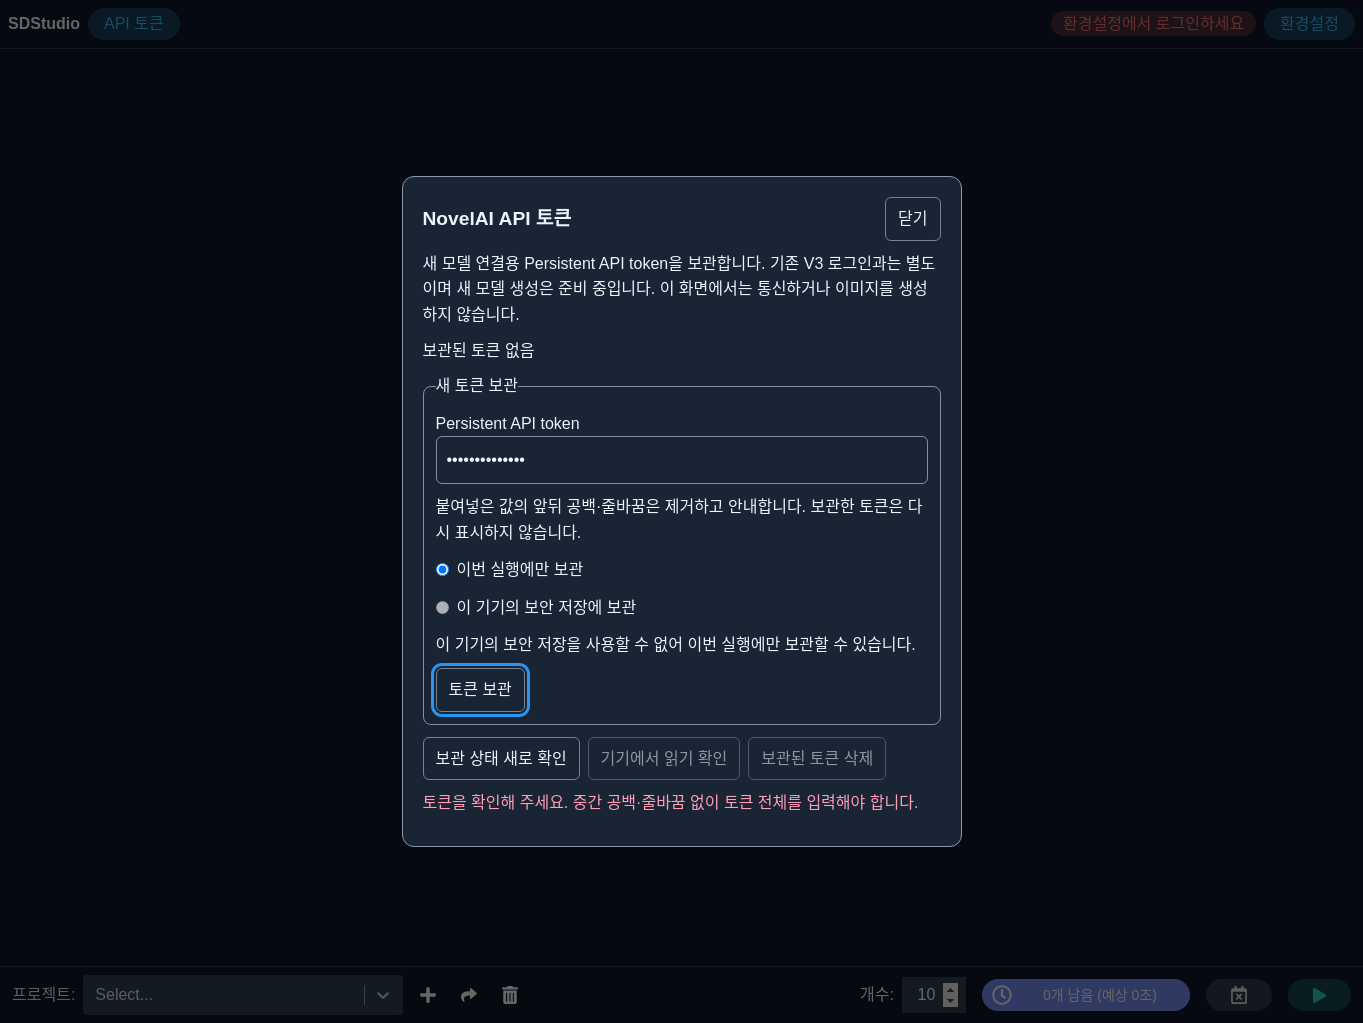 SDStudio
API 토큰
환경설정에서 로그인하세요
환경설정
NovelAI API 토큰
닫기
새 모델 연결용 Persistent API token을 보관합니다. 기존 V3 로그인과는 별도
이며 새 모델 생성은 준비 중입니다. 이 화면에서는 통신하거나 이미지를 생성
하지 않습니다.
보관된 토큰 없음
새 토큰 보관
Persistent API token
••••••••••••••
붙여넣은 값의 앞뒤 공백·줄바꿈은 제거하고 안내합니다. 보관한 토큰은 다
시 표시하지 않습니다.
이번 실행에만 보관
이 기기의 보안 저장에 보관
이 기기의 보안 저장을 사용할 수 없어 이번 실행에만 보관할 수 있습니다.
토큰 보관
보관 상태 새로 확인
기기에서 읽기 확인
보관된 토큰 삭제
토큰을 확인해 주세요. 중간 공백·줄바꿈 없이 토큰 전체를 입력해야 합니다.
프로젝트:
Select...
개수:
10
0개 남음 (예상 0초)